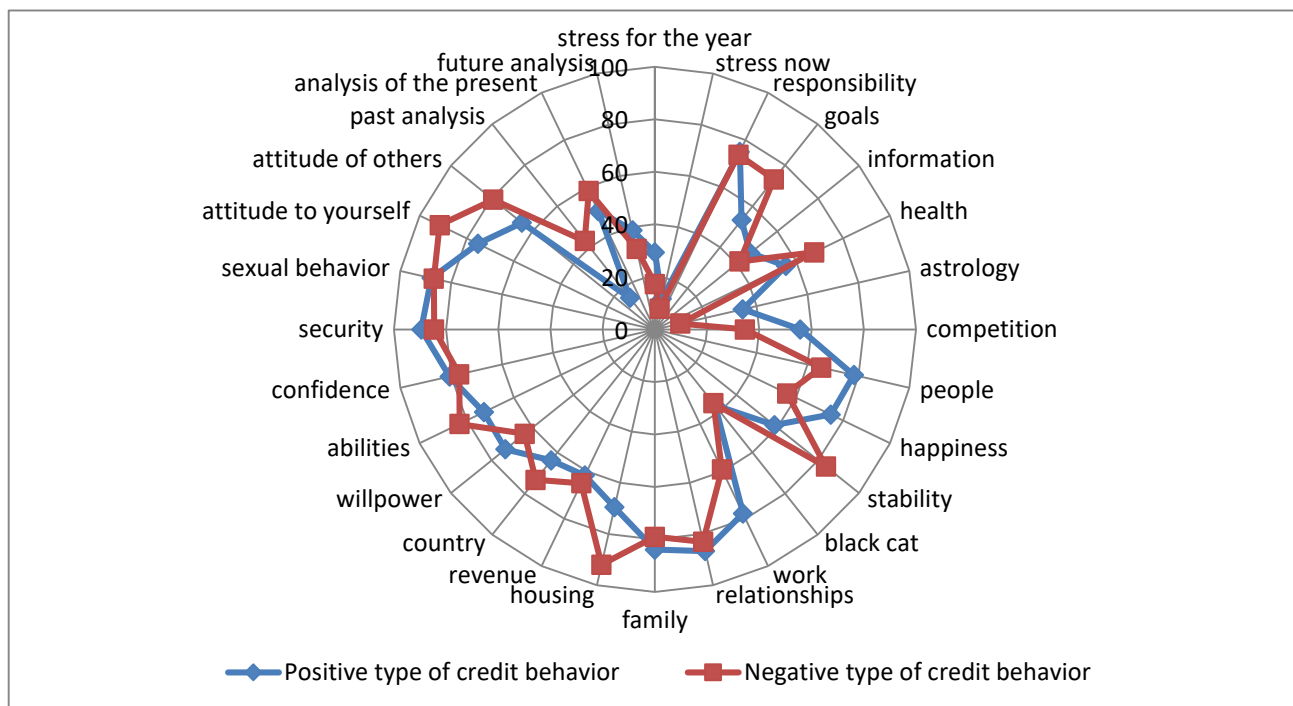 stress for the year
stress now
responsibility
goals
information
health
astrology
competition
people
happiness
stability
black cat
work
relationships
family
housing
revenue
country
willpower
abilities
confidence
security
sexual behavior
attitude to yourself
attitude of others
past analysis
analysis of the present
future analysis
100
80
60
40
20
0
Positive type of credit behavior
Negative type of credit behavior